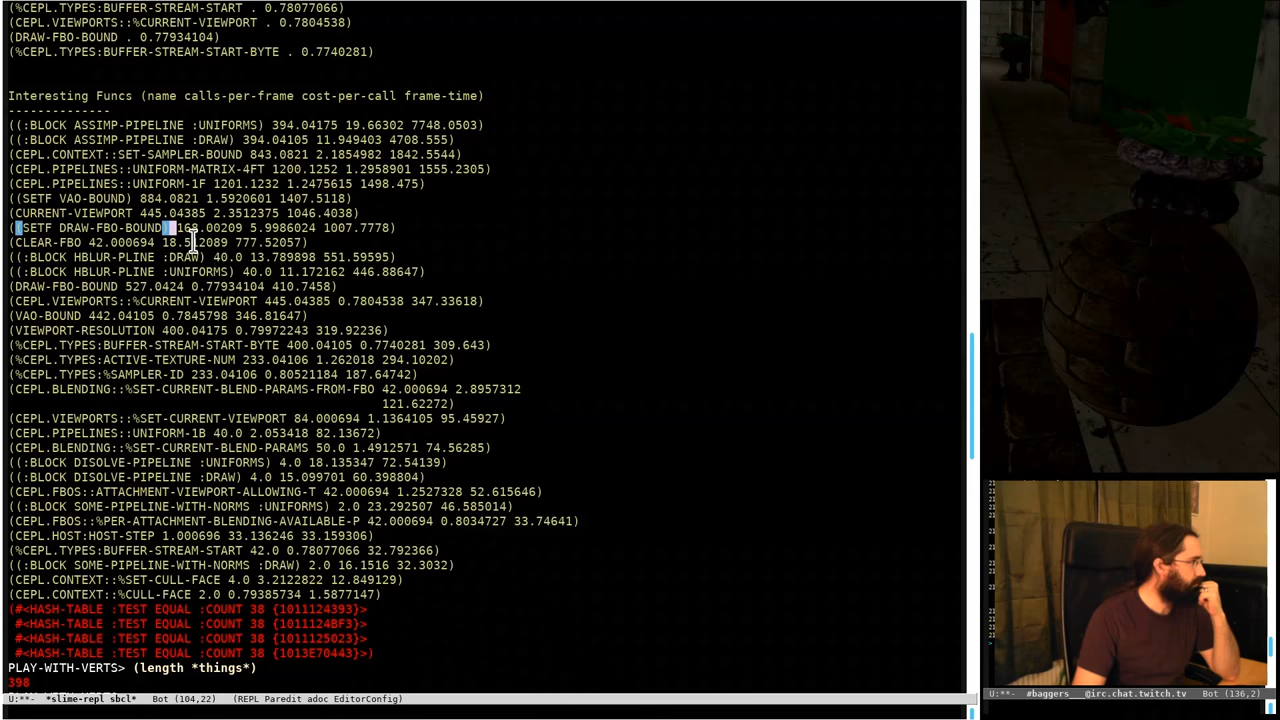 (%CEPL.TYPES:BUFFER-STREAM-START . 0.78077066)
(CEPL.VIEWPORTS::%CURRENT-VIEWPORT . 0.7804538)
(DRAW-FBO-BOUND . 0.77934104)
(%CEPL.TYPES:BUFFER-STREAM-START-BYTE . 0.7740281)
Interesting Funcs (name calls-per-frame cost-per-call frame-time)
-------------
((:BLOCK ASSIMP-PIPELINE :UNIFORMS) 394.04175 19.66302 7748.0503)
((:BLOCK ASSIMP-PIPELINE :DRAW) 394.04105 11.949403 4708.555)
(CEPL.CONTEXT::SET-SAMPLER-BOUND 843.0821 2.1854982 1842.5544)
(CEPL.PIPELINES::UNIFORM-MATRIX-4FT 1200.1252 1.2958901 1555.2305)
(CEPL.PIPELINES::UNIFORM-1F 1201.1232 1.2475615 1498.475)
((SETF VAO-BOUND) 884.0821 1.5920601 1407.5118)
(CURRENT-VIEWPORT 445.04385 2.3512375 1046.4038)
((SETF DRAW-FBO-BOUND) 168.00209 5.9986024 1007.7778)
(CLEAR-FBO 42.000694 18.512089 777.52057)
((:BLOCK HBLUR-PLINE :DRAW) 40.0 13.789898 551.59595)
((:BLOCK HBLUR-PLINE :UNIFORMS) 40.0 11.172162 446.88647)
(DRAW-FBO-BOUND 527.0424 0.77934104 410.7458)
(CEPL.VIEWPORTS::%CURRENT-VIEWPORT 445.04385 0.7804538 347.33618)
(VAO-BOUND 442.04105 0.7845798 346.81647)
(VIEWPORT-RESOLUTION 400.04175 0.79972243 319.92236)
(%CEPL.TYPES:BUFFER-STREAM-START-BYTE 400.04105 0.7740281 309.643)
(%CEPL.TYPES:ACTIVE-TEXTURE-NUM 233.04106 1.262018 294.10202)
(%CEPL.TYPES:%SAMPLER-ID 233.04106 0.80521184 187.64742)
(CEPL.BLENDING::%SET-CURRENT-BLEND-PARAMS-FROM-FBO 42.000694 2.8957312
121.62272)
(CEPL.VIEWPORTS::%SET-CURRENT-VIEWPORT 84.000694 1.1364105 95.45927)
(CEPL.PIPELINES::UNIFORM-1B 40.0 2.053418 82.13672)
(CEPL.BLENDING::%SET-CURRENT-BLEND-PARAMS 50.0 1.4912571 74.56285)
((:BLOCK DISOLVE-PIPELINE :UNIFORMS) 4.0 18.135347 72.54139)
((:BLOCK DISOLVE-PIPELINE :DRAW) 4.0 15.099701 60.398804)
(CEPL.FBOS::ATTACHMENT-VIEWPORT-ALLOWING-T 42.000694 1.2527328 52.615646)
((:BLOCK SOME-PIPELINE-WITH-NORMS :UNIFORMS) 2.0 23.292507 46.585014)
(CEPL.FBOS::%PER-ATTACHMENT-BLENDING-AVAILABLE-P 42.000694 0.8034727 33.74641)
(CEPL.HOST:HOST-STEP 1.000696 33.136246 33.159306)
(%CEPL.TYPES:BUFFER-STREAM-START 42.0 0.78077066 32.792366)
((:BLOCK SOME-PIPELINE-WITH-NORMS :DRAW) 2.0 16.1516 32.3032)
(CEPL.CONTEXT::%SET-CULL-FACE 4.0 3.2122822 12.849129)
(CEPL.CONTEXT::%CULL-FACE 2.0 0.79385734 1.5877147)
(#<HASH-TABLE :TEST EQUAL :COUNT 38 {1011124393}>
#<HASH-TABLE :TEST EQUAL :COUNT 38 {1011124BF3}>
#<HASH-TABLE :TEST EQUAL :COUNT 38 {1011125023}>
#<HASH-TABLE :TEST EQUAL :COUNT 38 {1013E70443}>)
PLAY-WITH-VERTS> (length *things*)
398
U:**- *slime-repl sbcl* Bot (104,22) (REPL Paredit adoc EditorConfig)
U:**- #baggers___@irc.chat.twitch.tv Bot (136,2)